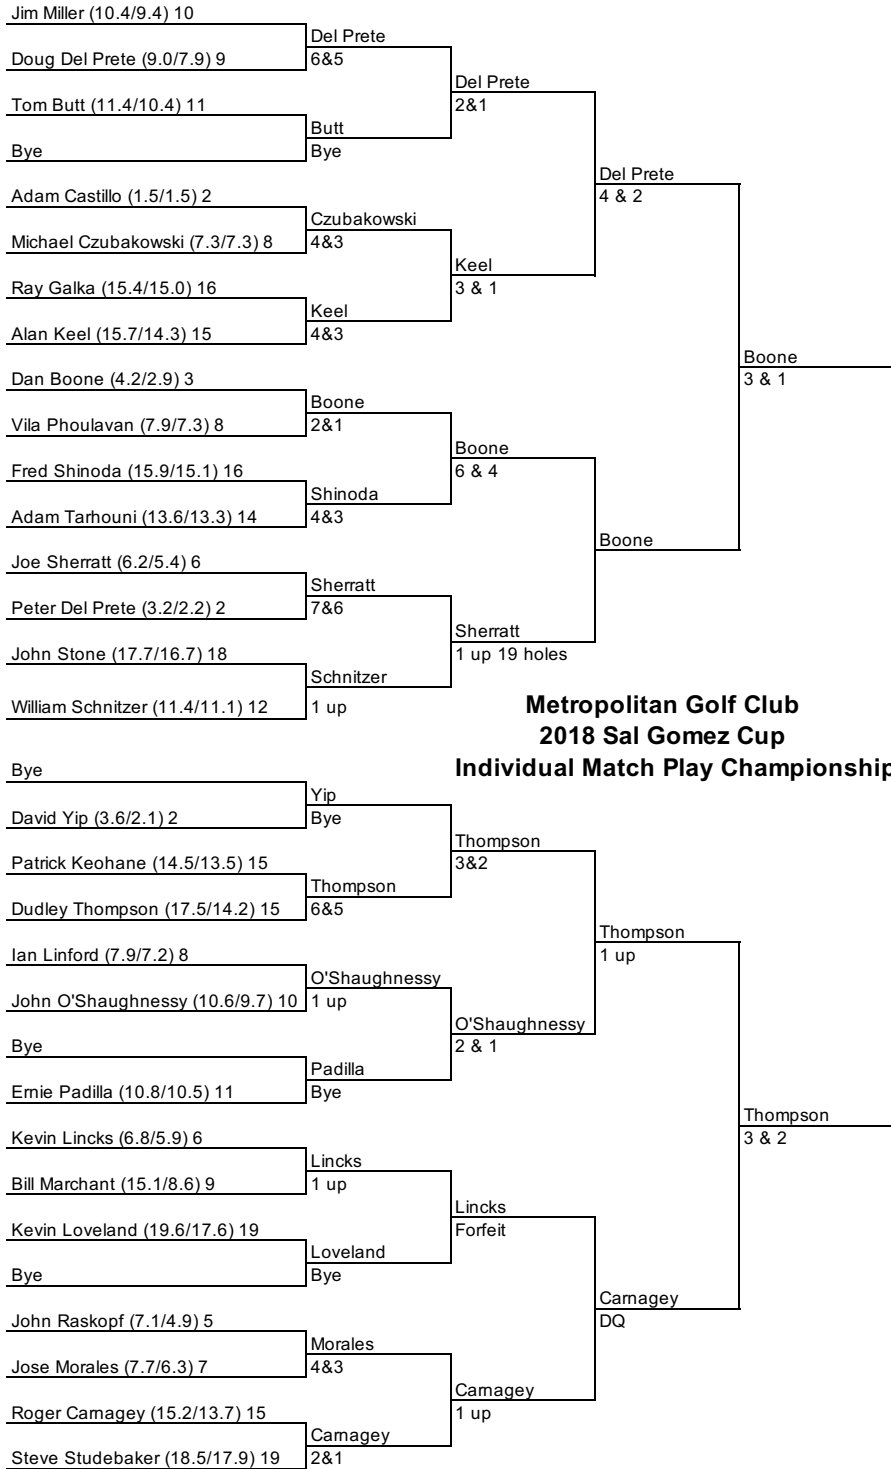 Jim Miller (10.4/9.4) 10
Del Prete
Doug Del Prete (9.0/7.9) 9
6&5
Del Prete
Tom Butt (11.4/10.4) 11
2&1
Butt
Bye
Bye
Del Prete
Adam Castillo (1.5/1.5) 2
4 & 2
Czubakowski
Michael Czubakowski (7.3/7.3) 8
4&3
Keel
Ray Galka (15.4/15.0) 16
3 & 1
Keel
Alan Keel (15.7/14.3) 15
4&3
Boone
Dan Boone (4.2/2.9) 3
3 & 1
Boone
Vila Phoulavan (7.9/7.3) 8
2&1
Boone
Fred Shinoda (15.9/15.1) 16
6 & 4
Shinoda
Adam Tarhouni (13.6/13.3) 14
4&3
Boone
Joe Sherratt (6.2/5.4) 6
Sherratt
Peter Del Prete (3.2/2.2) 2
7&6
Sherratt
John Stone (17.7/16.7) 18
1 up 19 holes
Schnitzer
William Schnitzer (11.4/11.1) 12
1 up
Metropolitan Golf Club
2018 Sal Gomez Cup
Individual Match Play Championship
Bye
Yip
David Yip (3.6/2.1) 2
Bye
Thompson
Patrick Keohane (14.5/13.5) 15
3&2
Thompson
Dudley Thompson (17.5/14.2) 15
6&5
Thompson
Ian Linford (7.9/7.2) 8
1 up
O'Shaughnessy
John O'Shaughnessy (10.6/9.7) 10
1 up
O'Shaughnessy
Bye
2 & 1
Padilla
Ernie Padilla (10.8/10.5) 11
Bye
Thompson
Kevin Lincks (6.8/5.9) 6
3 & 2
Lincks
Bill Marchant (15.1/8.6) 9
1 up
Lincks
Kevin Loveland (19.6/17.6) 19
Forfeit
Loveland
Bye
Bye
Carnagey
John Raskopf (7.1/4.9) 5
DQ
Morales
Jose Morales (7.7/6.3) 7
4&3
Carnagey
Roger Carnagey (15.2/13.7) 15
1 up
Carnagey
Steve Studebaker (18.5/17.9) 19
2&1